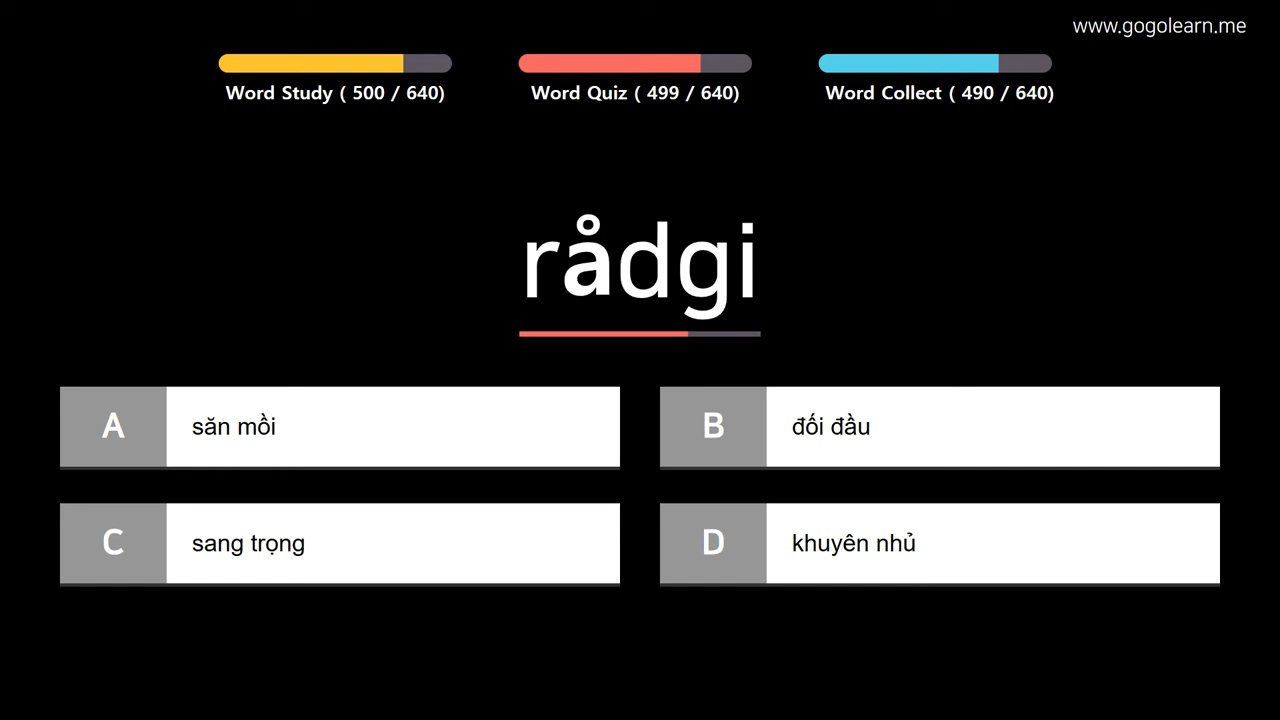 www.gogolearn.me
Word Study ( 500 / 640)
Word Quiz ( 499 / 640)
Word Collect ( 490 / 640)
rådgi
A
săn mồi
B
đối đầu
C
sang trọng
D
khuyên nhủ